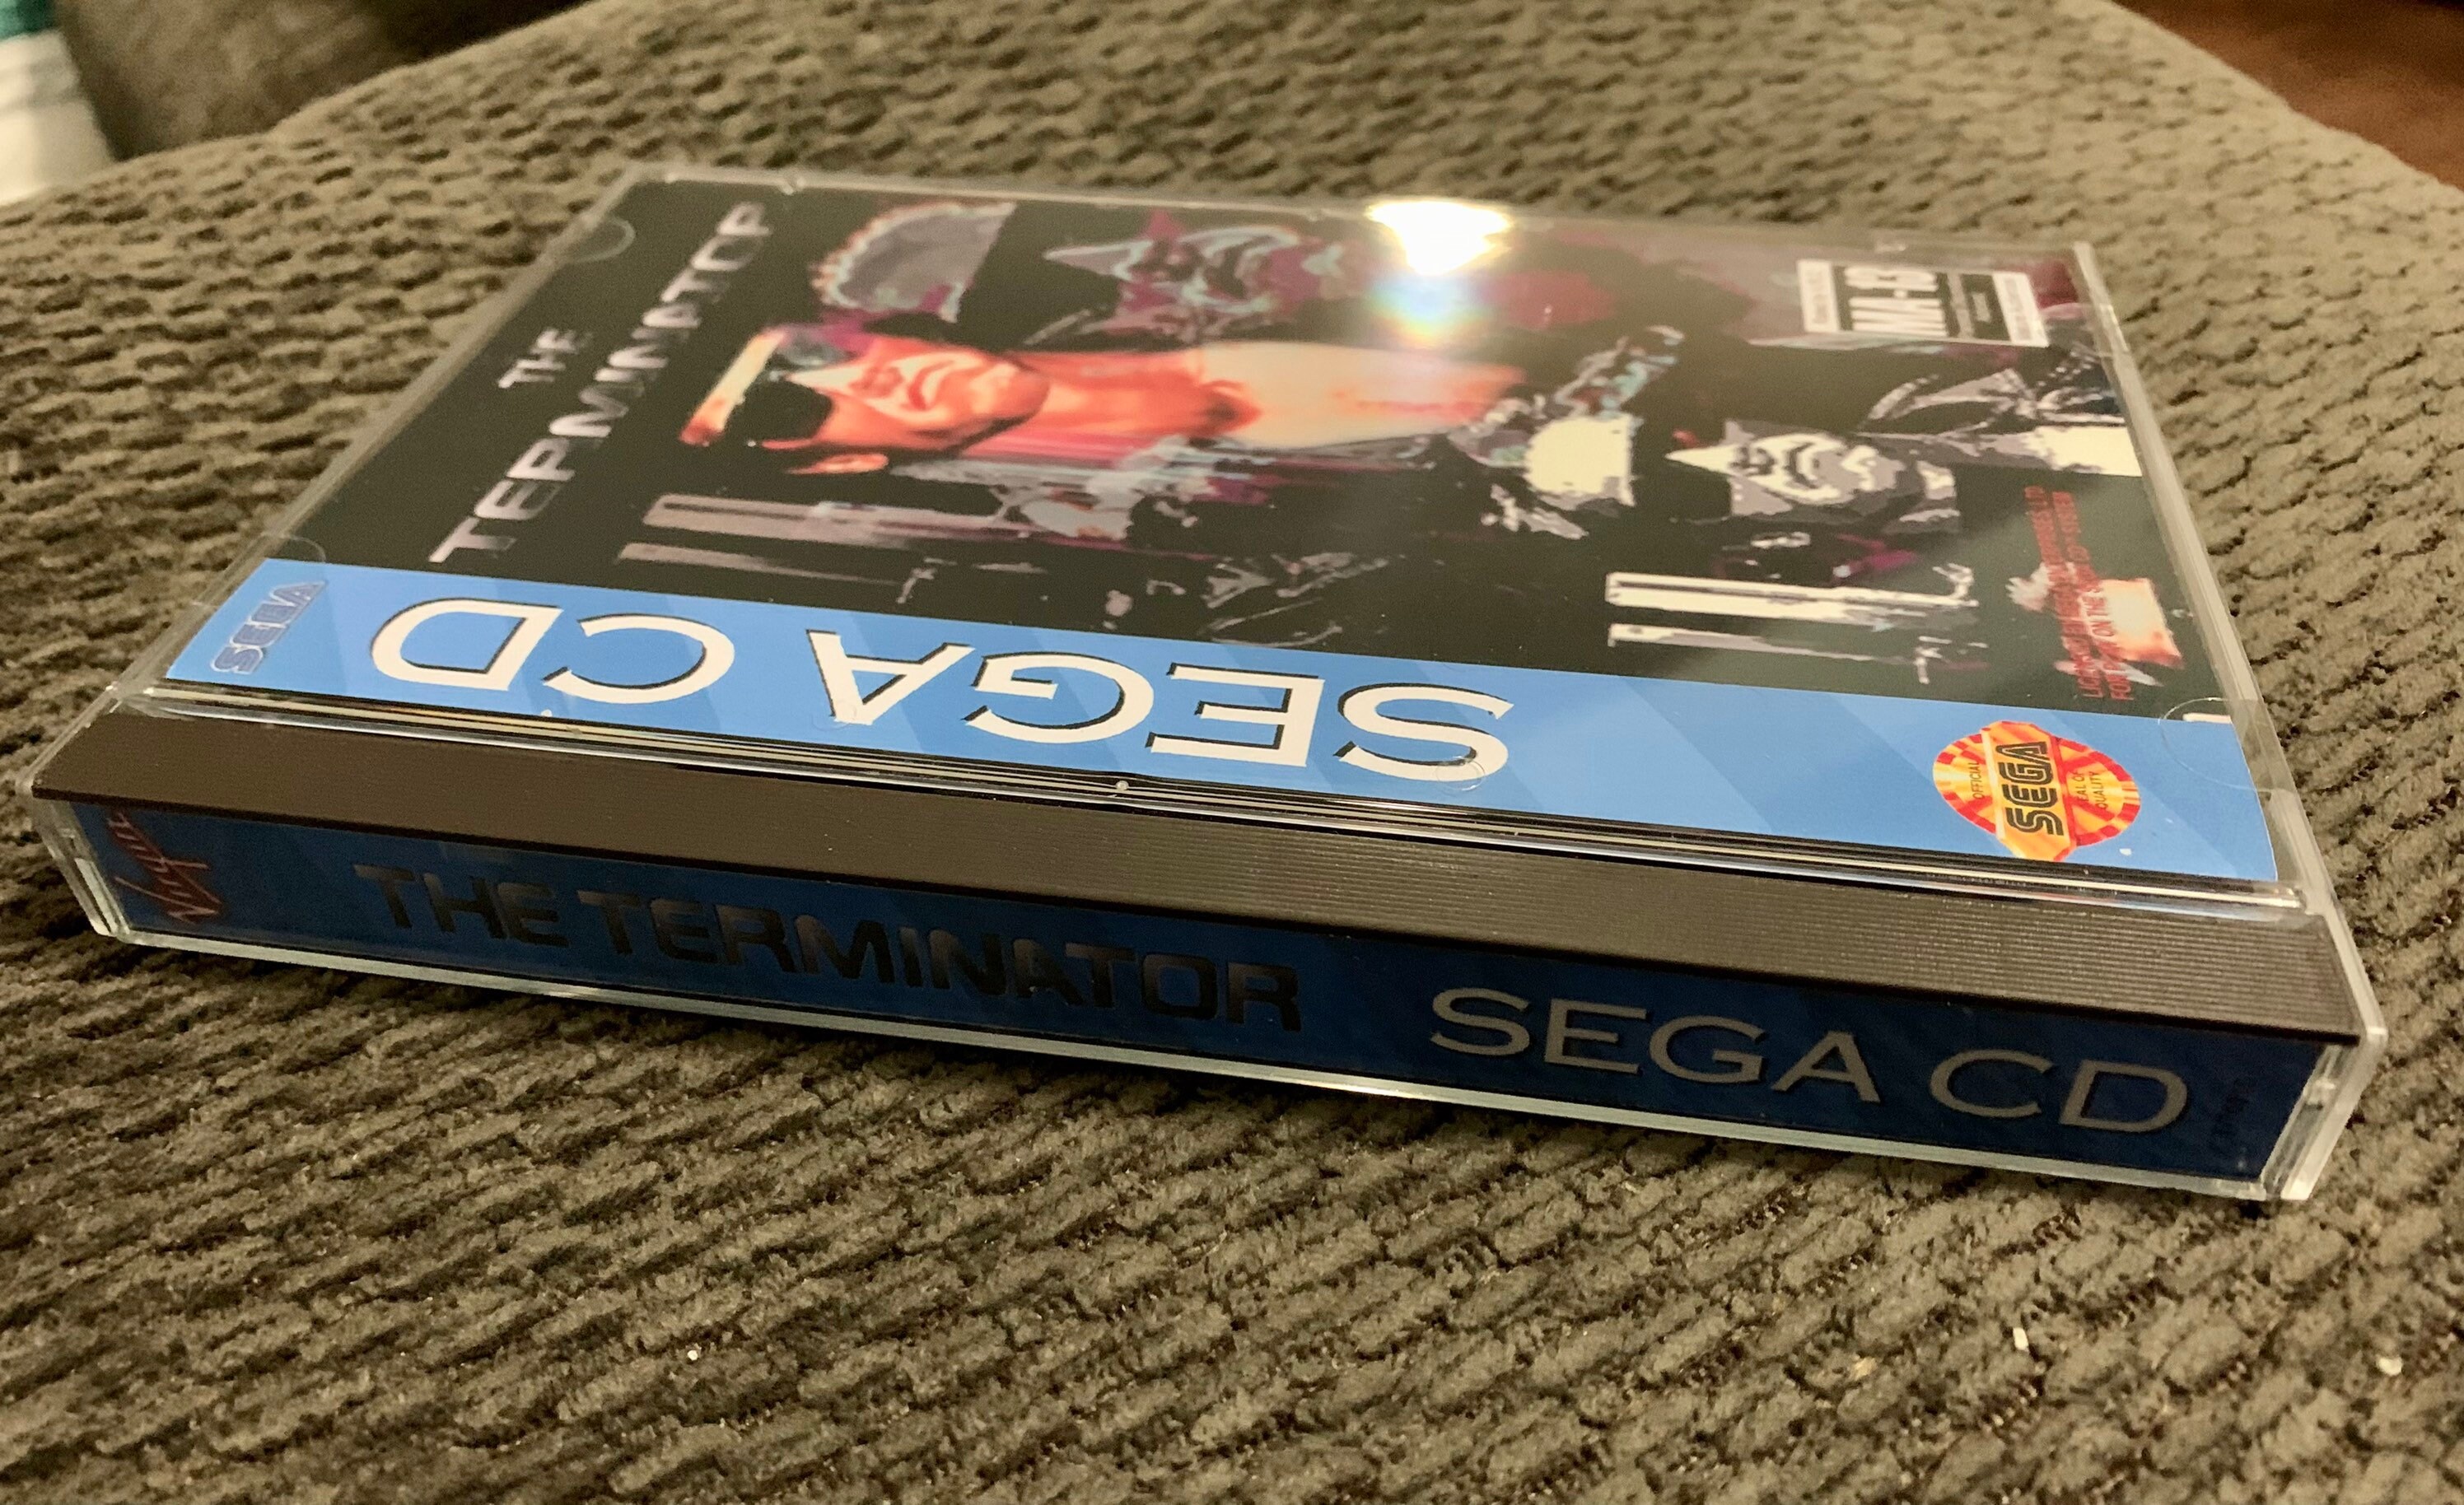 THE
TERMINATOR
MA-13
SEGA
SEGA CD
OFFICIAL
SEGA
SEAL OF
QUALITY
Virgin
THE TERMINATOR
SEGA CD